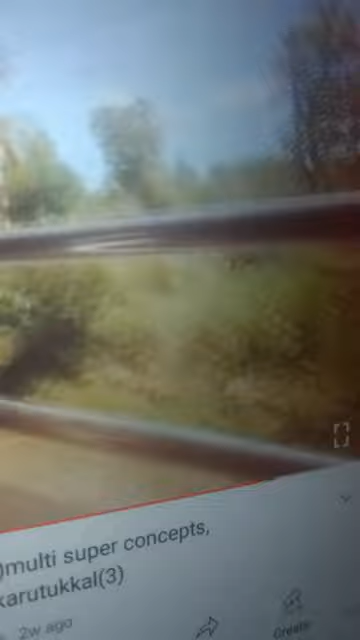 )multi super concepts,
karutukkal(3)
2w ago
Create